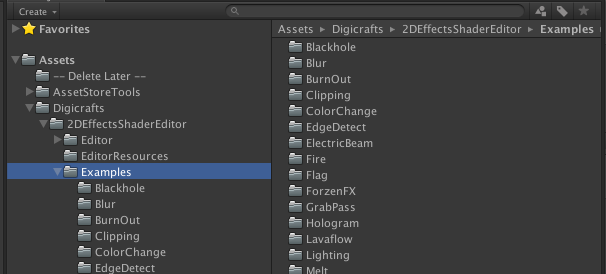 Create
Favorites
Assets
-- Delete Later --
AssetStoreTools
Digicrafts
2DEffectsShaderEditor
Editor
EditorResources
Examples
Blackhole
Blur
BurnOut
Clipping
ColorChange
EdgeDetect
Assets ▸ Digicrafts ▸ 2DEffectsShaderEditor ▸ Examples
Blackhole
Blur
BurnOut
Clipping
ColorChange
EdgeDetect
ElectricBeam
Fire
Flag
ForzenFX
GrabPass
Hologram
Lavaflow
Lighting
Melt